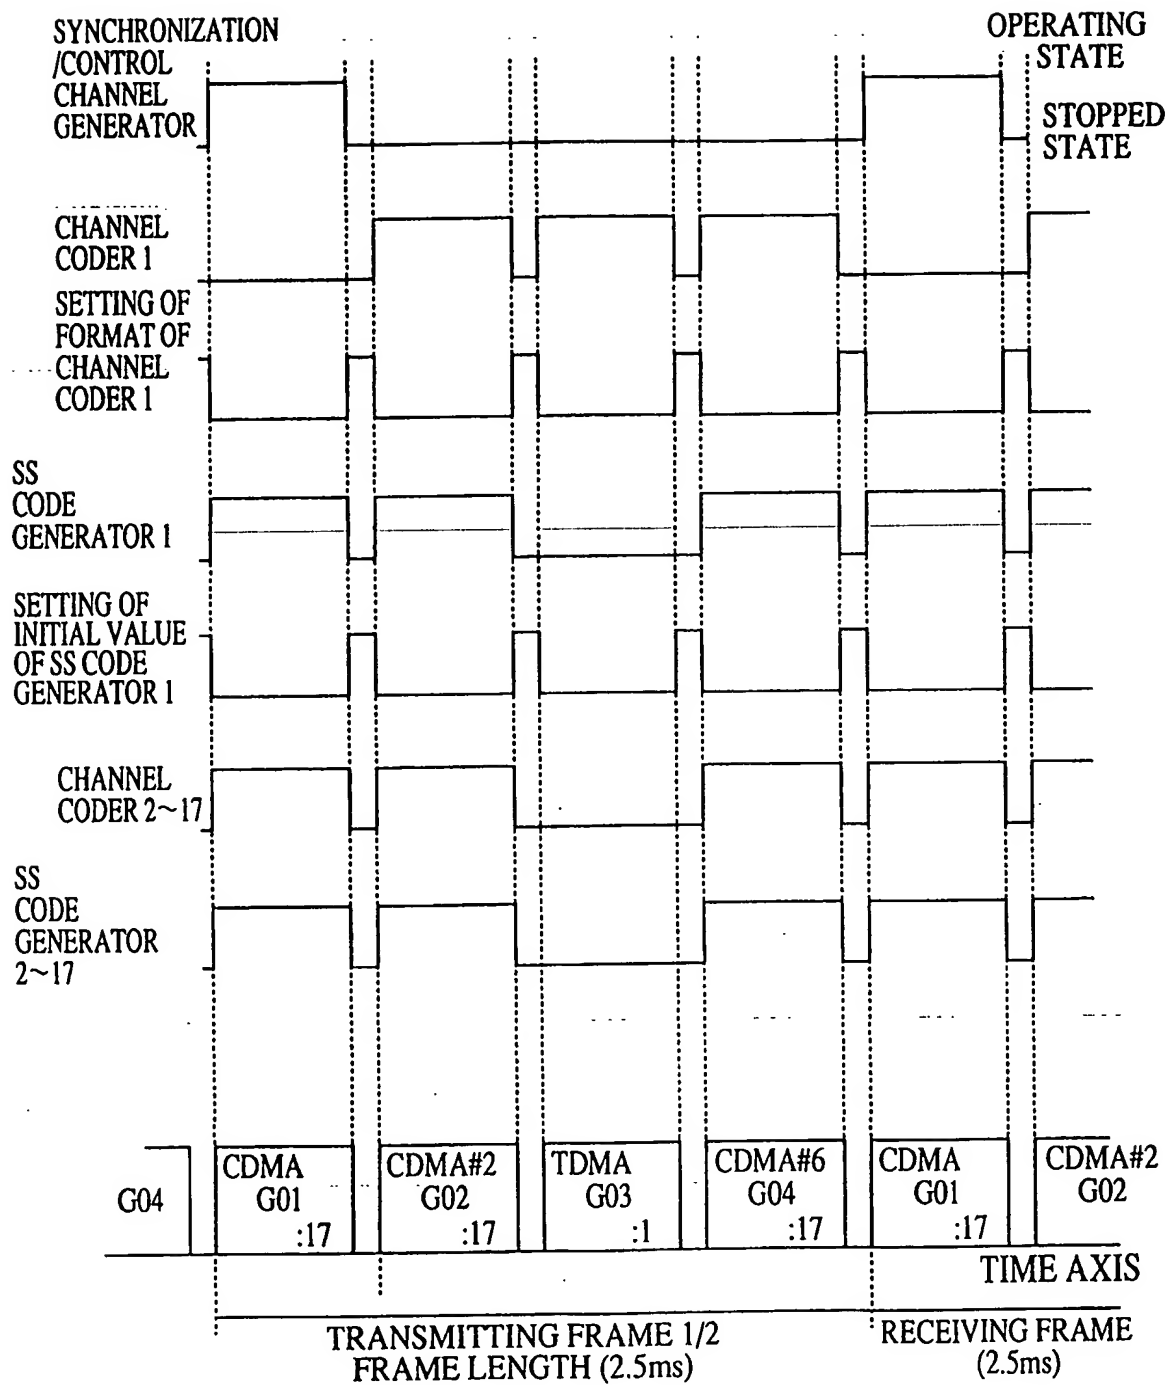 SYNCHRONIZATION
/CONTROL
CHANNEL
GENERATOR
OPERATING
STATE
STOPPED
STATE
CHANNEL
CODER 1
SETTING OF
FORMAT OF
CHANNEL
CODER 1
SS
CODE
GENERATOR 1
SETTING OF
INITIAL VALUE
OF SS CODE
GENERATOR 1
CHANNEL
CODER 2~17
SS
CODE
GENERATOR
2~17
G04
CDMA
G01
:17
CDMA#2
G02
:17
TDMA
G03
:1
CDMA#6
G04
:17
CDMA
G01
:17
CDMA#2
G02
TIME AXIS
TRANSMITTING FRAME 1/2
FRAME LENGTH (2.5ms)
RECEIVING FRAME
(2.5ms)